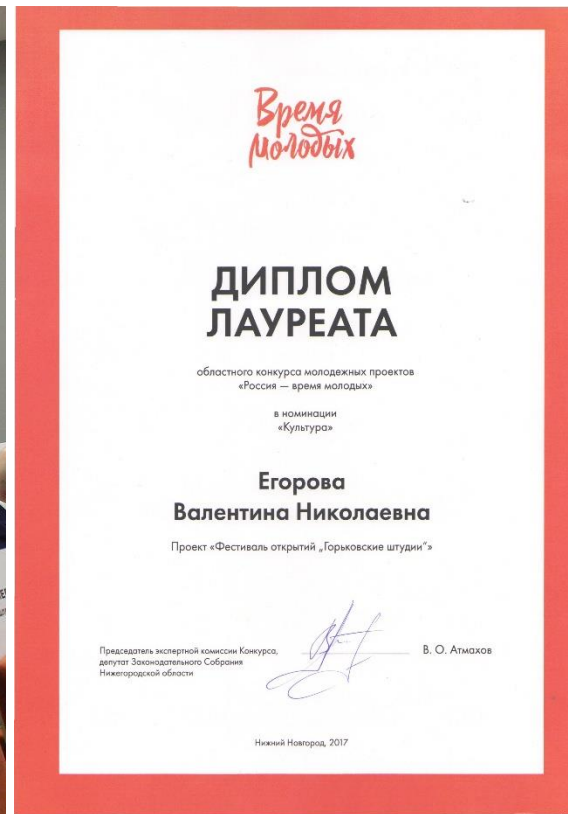 Время
молодых
ДИПЛОМ
ЛАУРЕАТА
областного конкурса молодежных проектов
«Россия — время молодых»
в номинации
«Культура»
Егорова
Валентина Николаевна
Проект «Фестиваль открытий „Горьковские штудии“»
Председатель экспертной комиссии Конкурса,
депутат Законодательного Собрания
Нижегородской области
В. О. Атмахов
Нижний Новгород, 2017